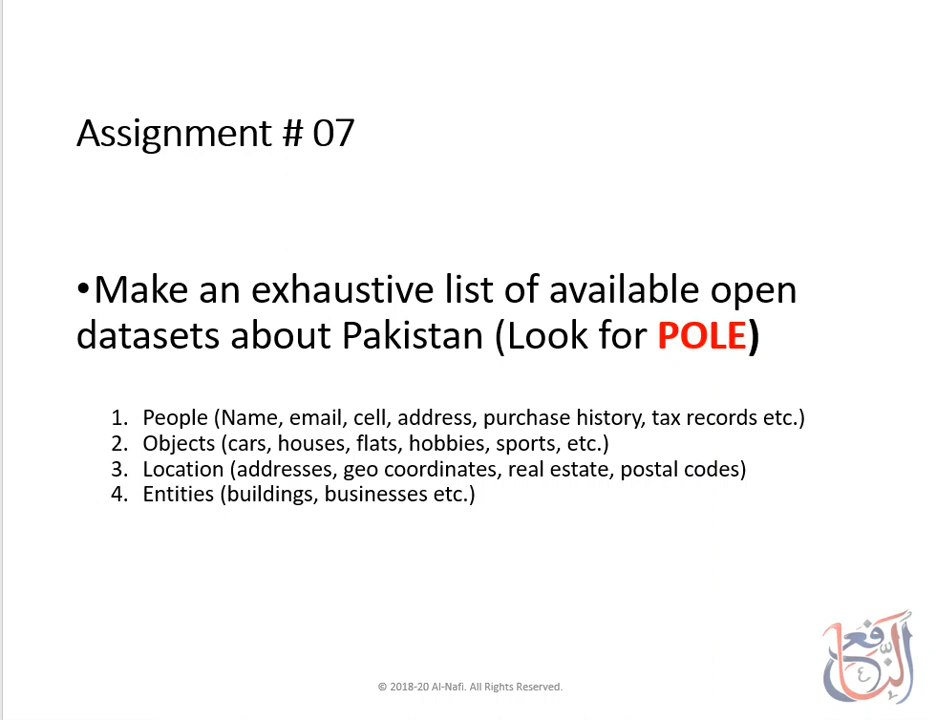 Assignment # 07
•Make an exhaustive list of available open
datasets about Pakistan (Look for POLE)
1. People (Name, email, cell, address, purchase history, tax records etc.)
2. Objects (cars, houses, flats, hobbies, sports, etc.)
3. Location (addresses, geo coordinates, real estate, postal codes)
4. Entities (buildings, businesses etc.)
© 2018-20 Al-Nafi. All Rights Reserved.
النافع